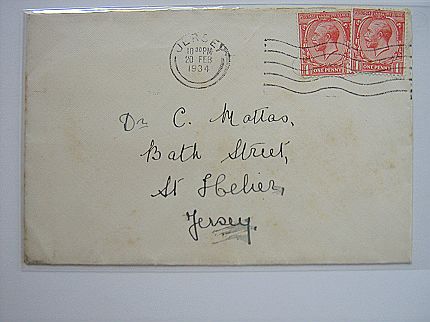 JERSEY
10 30 PM
20 FEB
1934
ONE PENNY
ONE PENNY
Dr C. Mattas,
Bath Street,
St Helier,
Jersey.